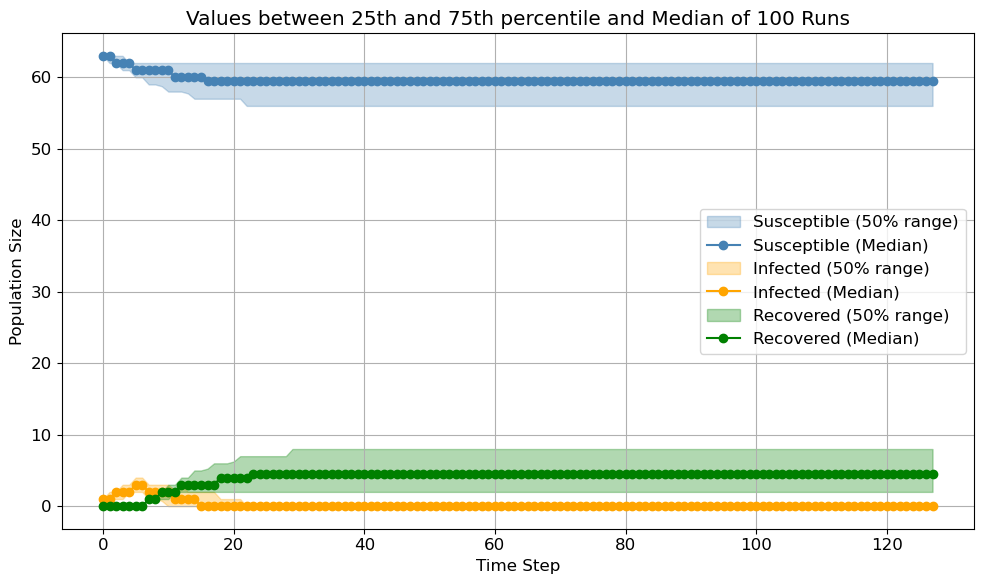 Values between 25th and 75th percentile and Median of 100 Runs
Population Size
60
50
40
30
20
10
0
Susceptible (50% range)
Susceptible (Median)
Infected (50% range)
Infected (Median)
Recovered (50% range)
Recovered (Median)
0 20 40 60 80 100 120
Time Step